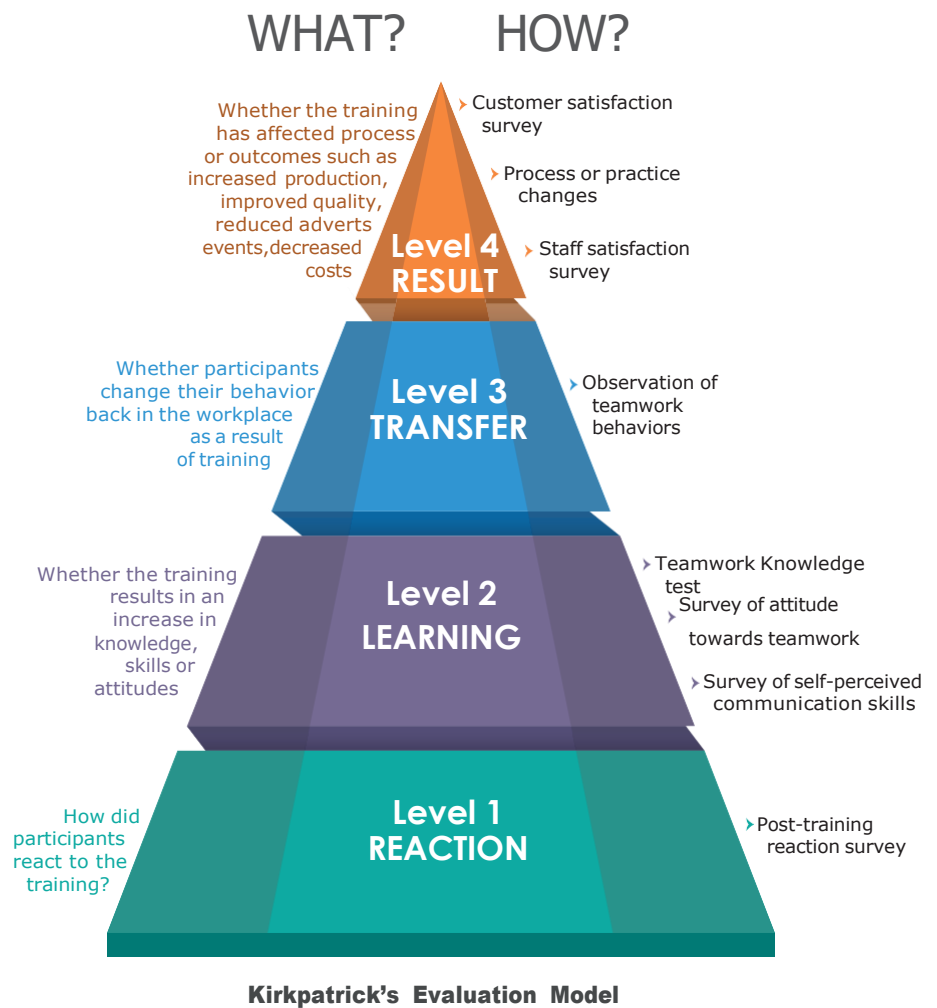 WHAT? HOW?
Whether the training
has affected process
or outcomes such as
increased production,
improved quality,
reduced adverts
events,decreased
costs
Level 4
RESULT
Customer satisfaction
survey
Process or practice
changes
Staff satisfaction
survey
Whether participants
change their behavior
back in the workplace
as a result
of training
Level 3
TRANSFER
Observation of
teamwork
behaviors
Whether the training
results in an
increase in
knowledge,
skills or
attitudes
Level 2
LEARNING
Teamwork Knowledge
test
Survey of attitude
towards teamwork
Survey of self-perceived
communication skills
How did
participants
react to the
training?
Level 1
REACTION
Post-training
reaction survey
Kirkpatrick's Evaluation Model